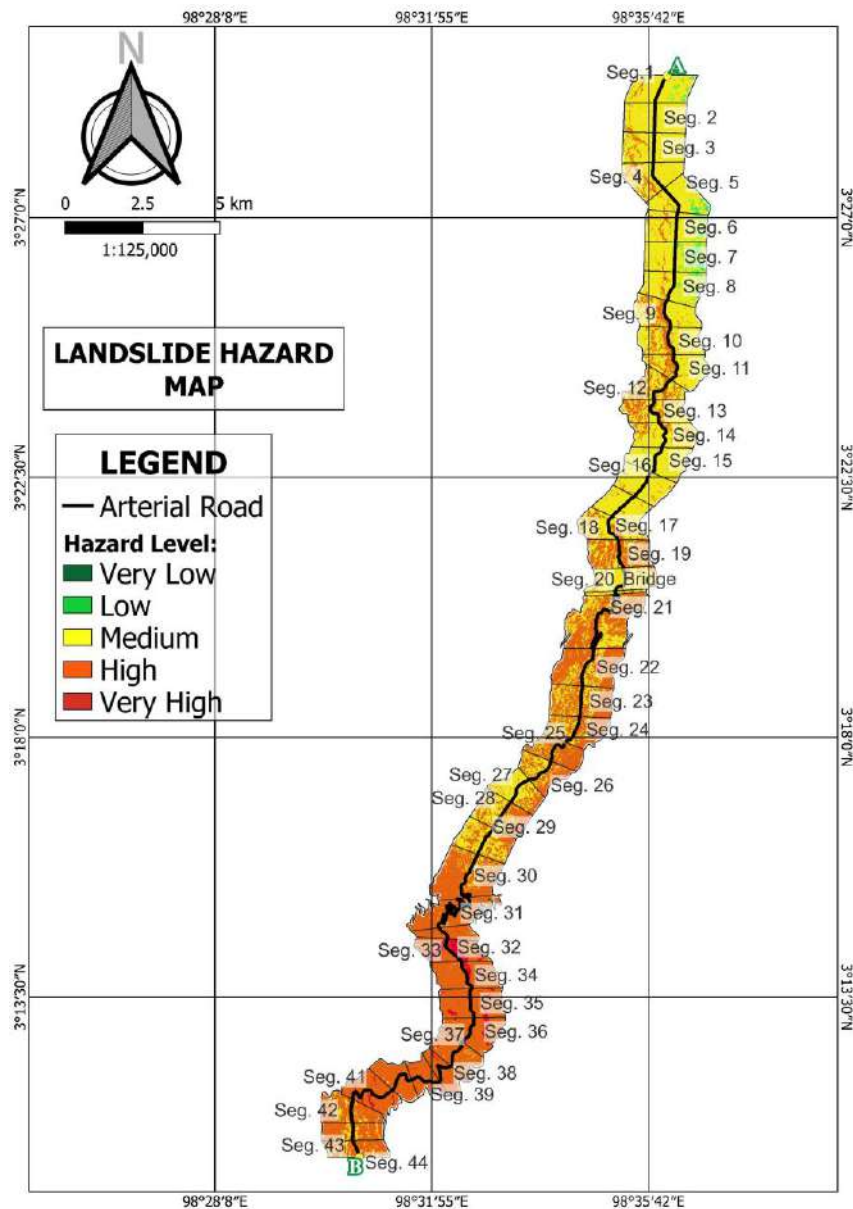 98°28'8"E 98°31'55"E 98°35'42"E
N
A
Seg.1
Seg. 2
Seg. 3
Seg. 4
Seg. 5
0 2.5 5 km
1:125,000
3°27'0"N 3°27'0"N
Seg. 6
Seg. 7
Seg. 8
Seg. 9
Seg. 10
LANDSLIDE HAZARD
MAP
Seg. 11
Seg. 12
Seg. 13
Seg. 14
Seg. 15
Seg. 16
3°22'30"N 3°22'30"N
LEGEND
Arterial Road
Hazard Level:
Very Low
Low
Medium
High
Very High
Seg. 17
Seg. 18
Seg. 19
Seg. 20 Bridge
Seg. 21
Seg. 22
Seg. 23
Seg. 24
Seg. 25
3°18'0"N 3°18'0"N
Seg. 26
Seg. 27
Seg. 28
Seg. 29
Seg. 30
Seg. 31
Seg. 32
Seg. 33
Seg. 34
3°13'30"N 3°13'30"N
Seg. 35
Seg. 36
Seg. 37
Seg. 38
Seg. 39
Seg. 41
Seg. 42
Seg. 43
Seg. 44
B
98°28'8"E 98°31'55"E 98°35'42"E